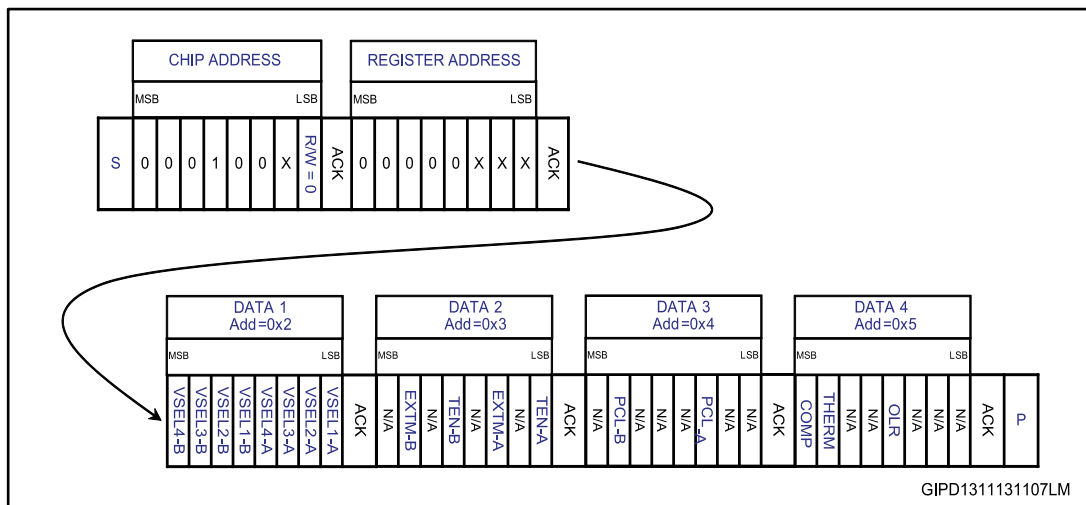 CHIP ADDRESS REGISTER ADDRESS
MSB LSB MSB LSB
S 0 0 0 1 0 0 X R/W = 0 ACK 0 0 0 0 0 X X X ACK
DATA 1 DATA 2 DATA 3 DATA 4
Add=0x2 Add=0x3 Add=0x4 Add=0x5
MSB LSB MSB LSB MSB LSB MSB LSB
VSEL4-B VSEL3-B VSEL2-B VSEL1-B VSEL4-A VSEL3-A VSEL2-A VSEL1-A ACK N/A EXTM-B N/A TEN-B N/A EXTM-A N/A TEN-A ACK N/A PCL-B N/A N/A N/A PCL-A N/A N/A ACK COMP THERM N/A N/A OLR N/A N/A N/A ACK P
GIPD1311131107LM